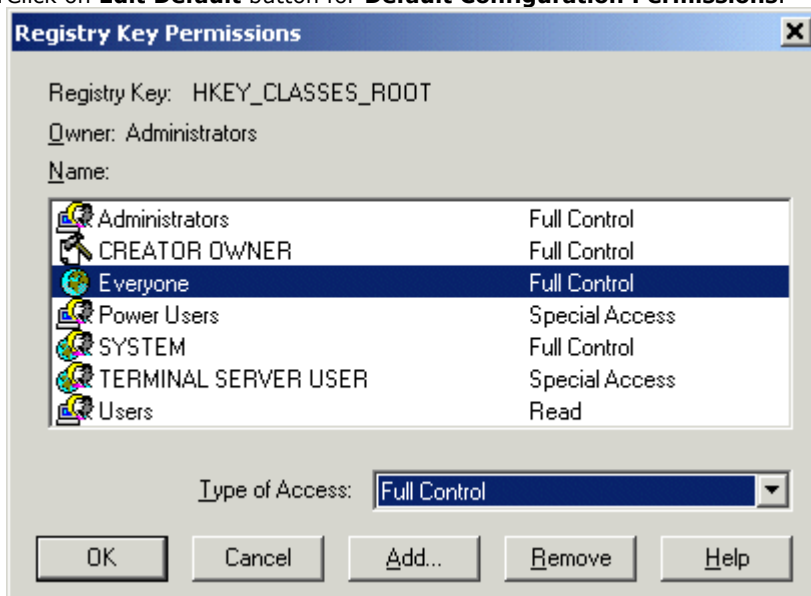 Click on Edit Default button for Default Configuration Permissions.
Registry Key Permissions
Registry Key: HKEY_CLASSES_ROOT
Owner: Administrators
Name:
Administrators Full Control
CREATOR OWNER Full Control
Everyone Full Control
Power Users Special Access
SYSTEM Full Control
TERMINAL SERVER USER Special Access
Users Read
Type of Access: Full Control
OK Cancel Add... Remove Help